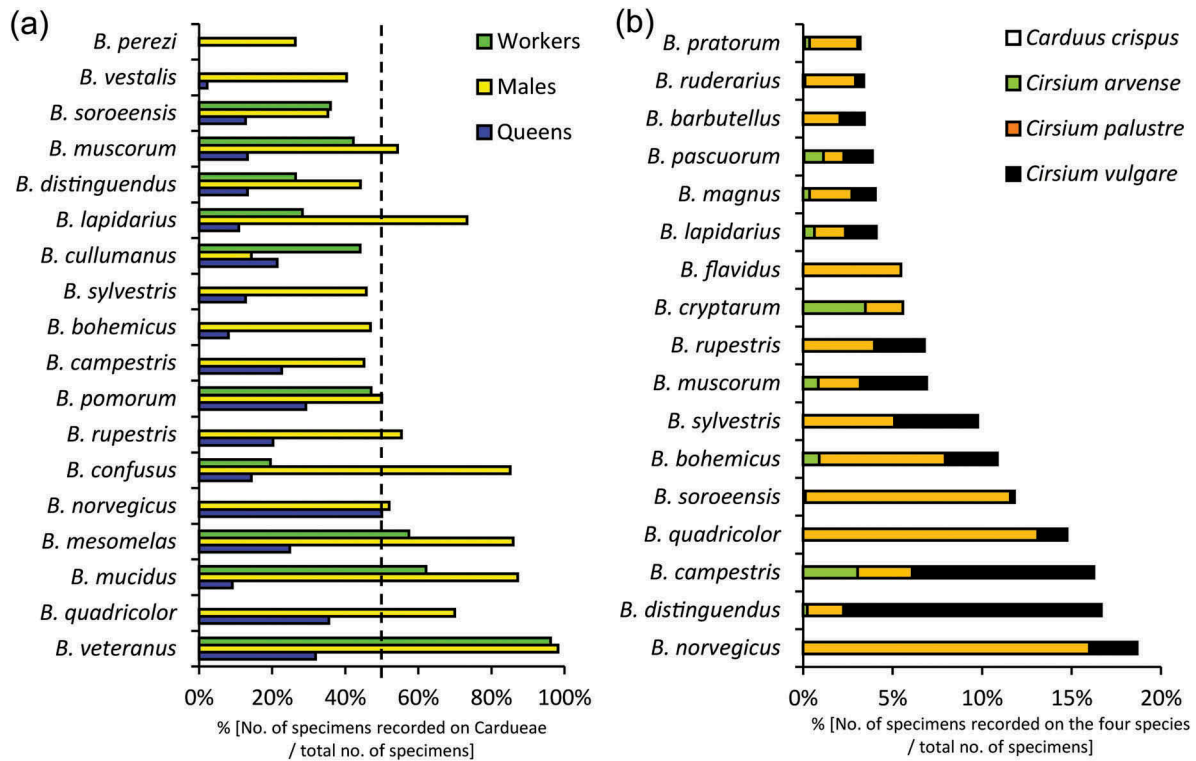 (a)
B. perezi
B. vestalis
B. soroeensis
B. muscorum
B. distinguendus
B. lapidarius
B. cullumanus
B. sylvestris
B. bohemicus
B. campestris
B. pomorum
B. rupestris
B. confusus
B. norvegicus
B. mesomelas
B. mucidus
B. quadricolor
B. veteranus
Workers
Males
Queens
0% 20% 40% 60% 80% 100%
% [No. of specimens recorded on Cardueae
/ total no. of specimens]
(b)
B. pratorum
B. ruderarius
B. barbutellus
B. pascuorum
B. magnus
B. lapidarius
B. flavidus
B. cryptarum
B. rupestris
B. muscorum
B. sylvestris
B. bohemicus
B. soroeensis
B. quadricolor
B. campestris
B. distinguendus
B. norvegicus
Carduus crispus
Cirsium arvense
Cirsium palustre
Cirsium vulgare
0% 5% 10% 15% 20%
% [No. of specimens recorded on the four species
/ total no. of specimens]